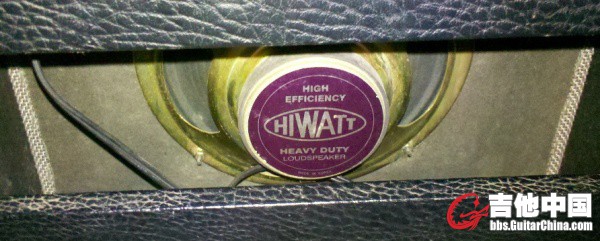 HIGH
EFFICIENCY
HIWATT
HEAVY DUTY
LOUDSPEAKER
吉他中国
bbs.GuitarChina.com